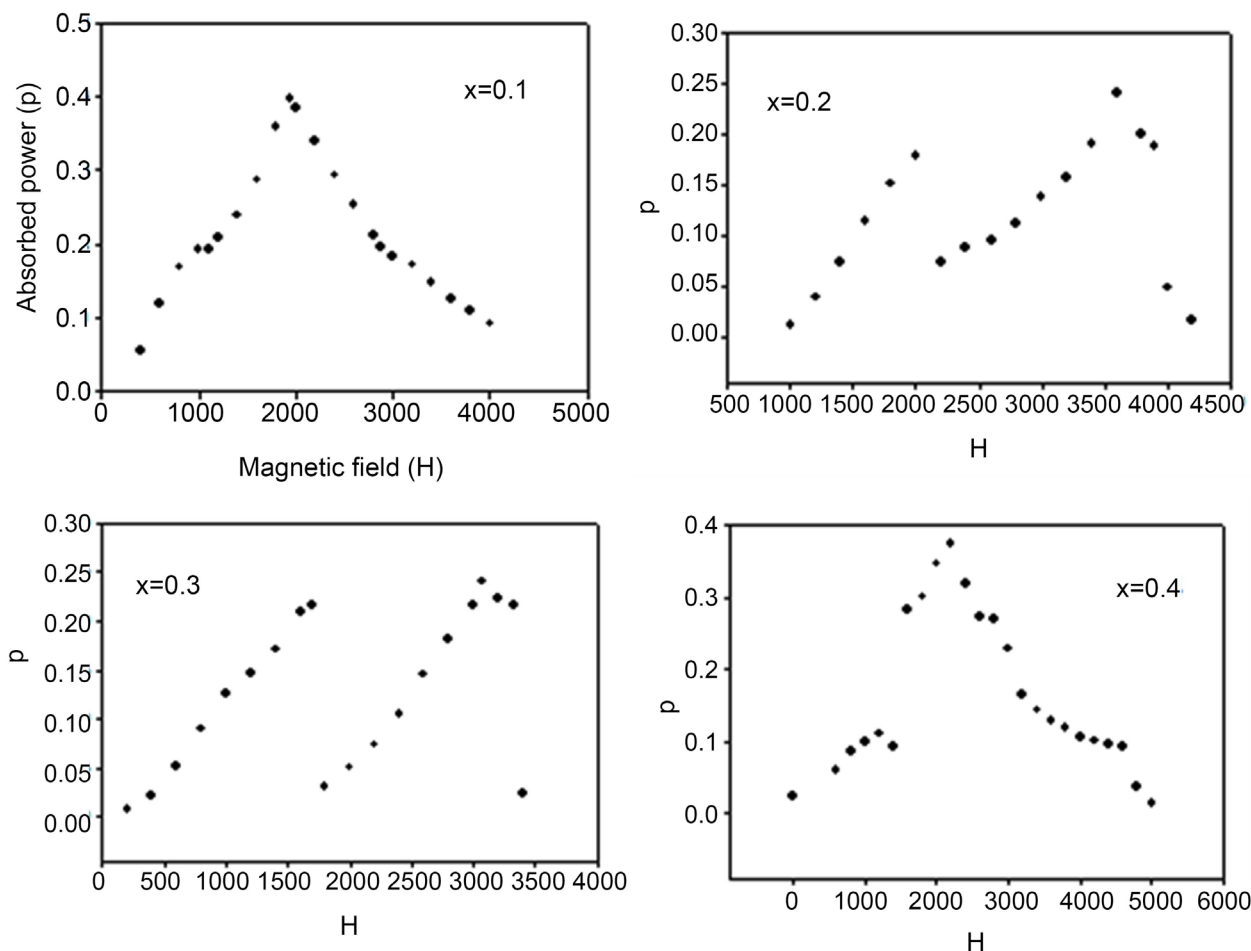 0.5
0.4
0.3
0.2
0.1
0.0
Absorbed power (p)
x=0.1
0 1000 2000 3000 4000 5000
Magnetic field (H)
0.30
0.25
0.20
0.15
0.10
0.05
0.00
p
x=0.2
500 1000 1500 2000 2500 3000 3500 4000 4500
H
0.30
0.25
0.20
0.15
0.10
0.05
0.00
p
x=0.3
0 500 1000 1500 2000 2500 3000 3500 4000
H
0.4
0.3
0.2
0.1
0.0
p
x=0.4
0 1000 2000 3000 4000 5000 6000
H